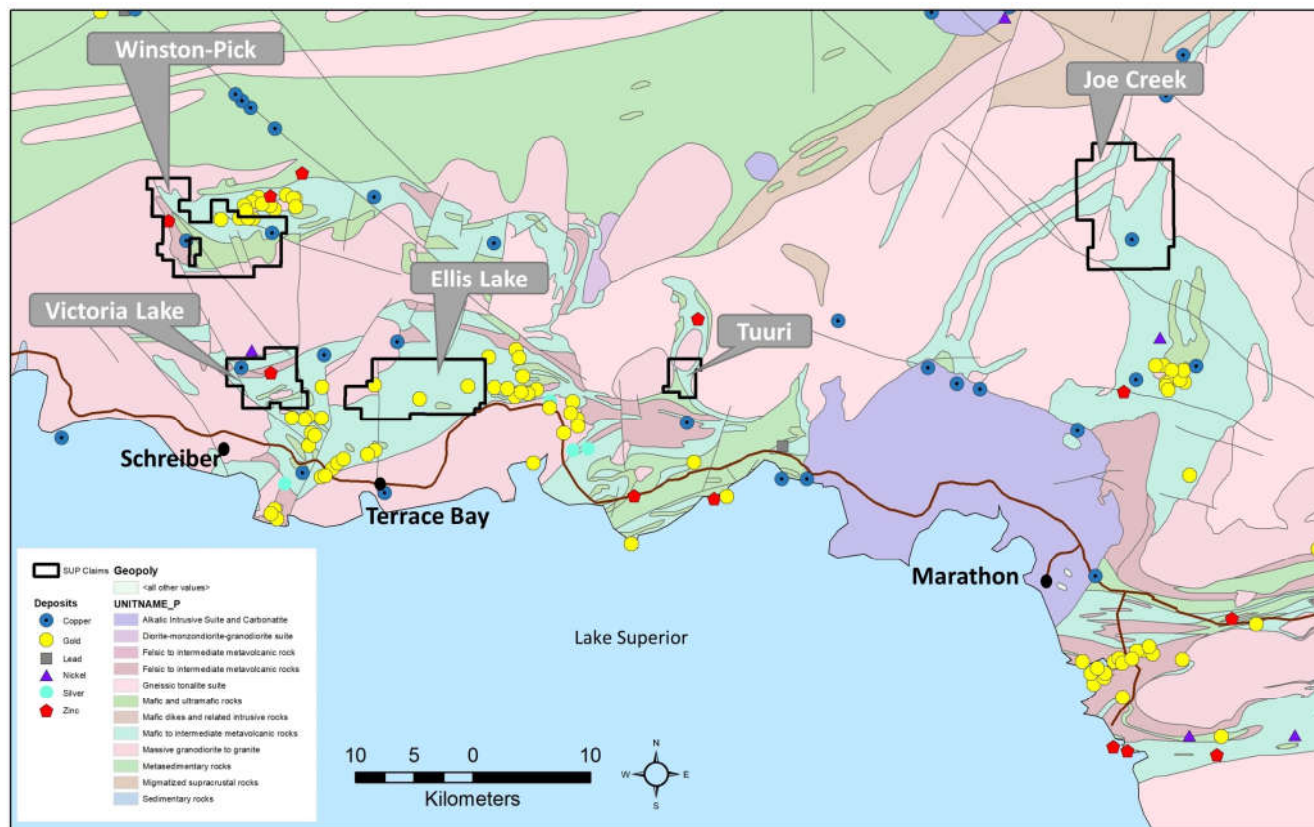 Winston-Pick
Joe Creek
Ellis Lake
Victoria Lake
Tuuri
Schreiber
Terrace Bay
Marathon
Lake Superior
SUP Claims
Deposits
Copper
Gold
Lead
Nickel
Silver
Zinc
Geopoly
<all other values>
UNITNAME_P
Alkalic Intrusive Suite and Carbonatite
Diorite-monzondiorite-granodiorite suite
Felsic to intermediate metavolcanic rock
Felsic to intermediate metavolcanic rocks
Gneissic tonalite suite
Mafic and ultramafic rocks
Mafic dikes and related intrusive rocks
Mafic to intermediate metavolcanic rocks
Massive granodiorite to granite
Metasedimentary rocks
Migmatized supracrustal rocks
Sedimentary rocks
10 5 0 10
Kilometers
N
W E
S